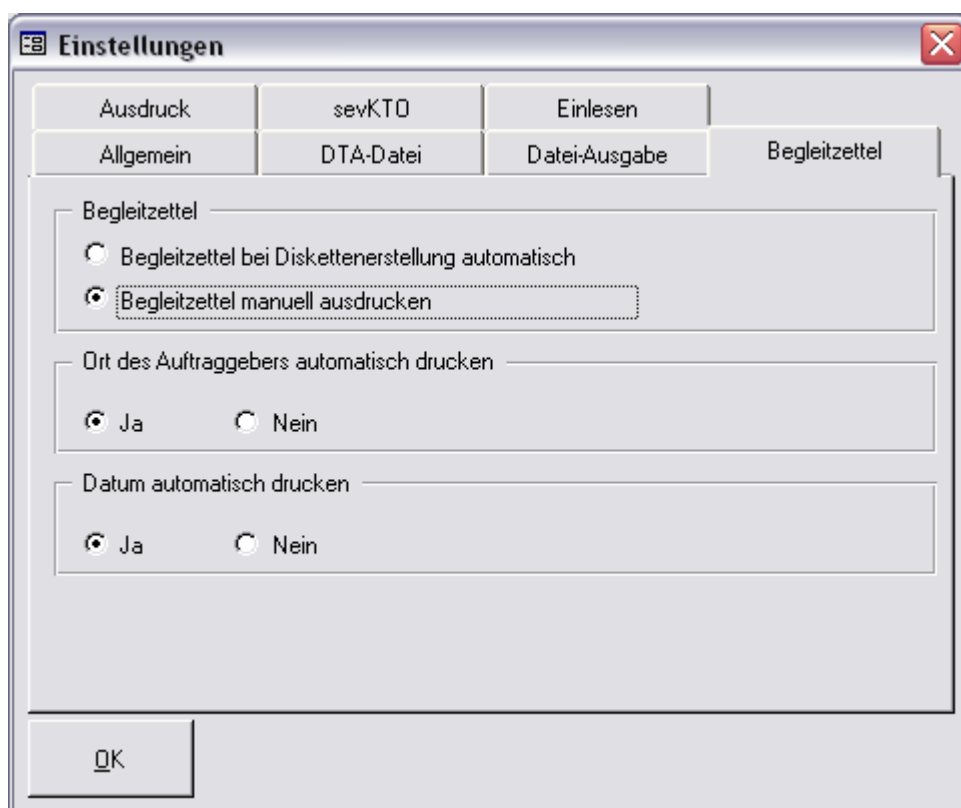 Einstellungen
Ausdruck sevKTO Einlesen
Allgemein DTA-Datei Datei-Ausgabe Begleitzettel
Begleitzettel
Begleitzettel bei Diskettenerstellung automatisch
Begleitzettel manuell ausdrucken
Ort des Auftraggebers automatisch drucken
Ja Nein
Datum automatisch drucken
Ja Nein
OK